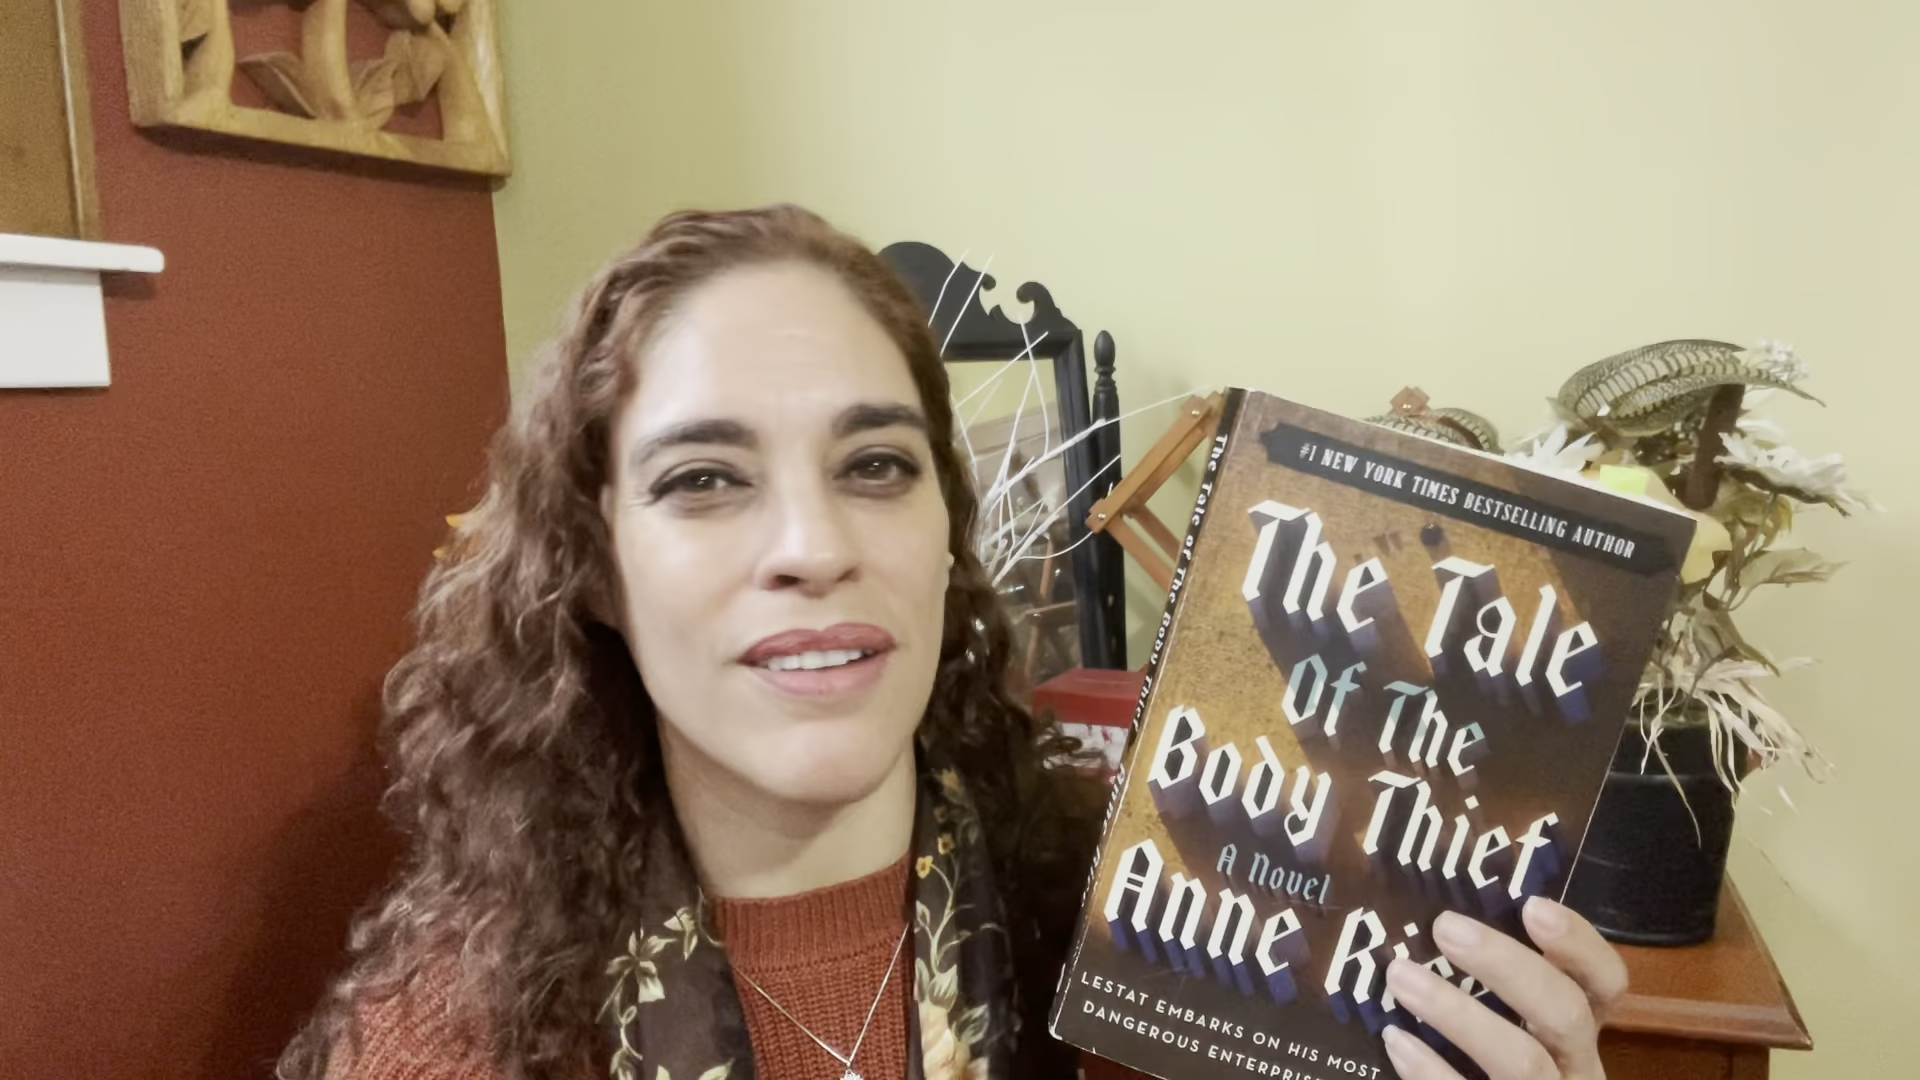 #1 NEW YORK TIMES BESTSELLING AUTHOR
The Tale
Of The
Body Thief
A Novel
Anne
LESTAT EMBARKS ON HIS MOST
DANGEROUS
The Tale of The Body Thief